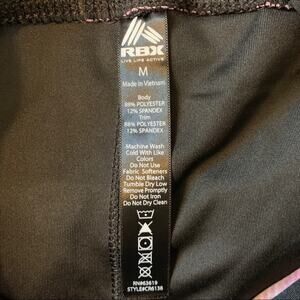 RBX
LIVE LIFE ACTIVE
M
Made in Vietnam
Body
88% POLYESTER
12% SPANDEX
Trim
88% POLYESTER
12% SPANDEX
Machine Wash
Cold With Like
Colors
Do Not Use
Fabric Softeners
Do Not Bleach
Tumble Dry Low
Remove Promptly
Do Not Iron
Do Not Dry Clean
RN#63619
STYLE#CR6138